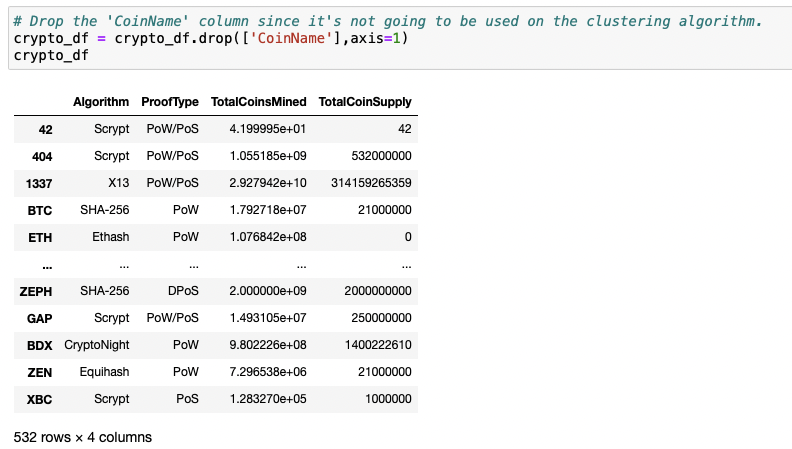 # Drop the 'CoinName' column since it's not going to be used on the clustering algorithm.
crypto_df = crypto_df.drop(['CoinName'],axis=1)
crypto_df
Algorithm ProofType TotalCoinsMined TotalCoinSupply
42 Scrypt PoW/PoS 4.199995e+01 42
404 Scrypt PoW/PoS 1.055185e+09 532000000
1337 X13 PoW/PoS 2.927942e+10 314159265359
BTC SHA-256 PoW 1.792718e+07 21000000
ETH Ethash PoW 1.076842e+08 0
... ... ... ... ...
ZEPH SHA-256 DPoS 2.000000e+09 2000000000
GAP Scrypt PoW/PoS 1.493105e+07 250000000
BDX CryptoNight PoW 9.802226e+08 1400222610
ZEN Equihash PoW 7.296538e+06 21000000
XBC Scrypt PoS 1.283270e+05 1000000
532 rows × 4 columns